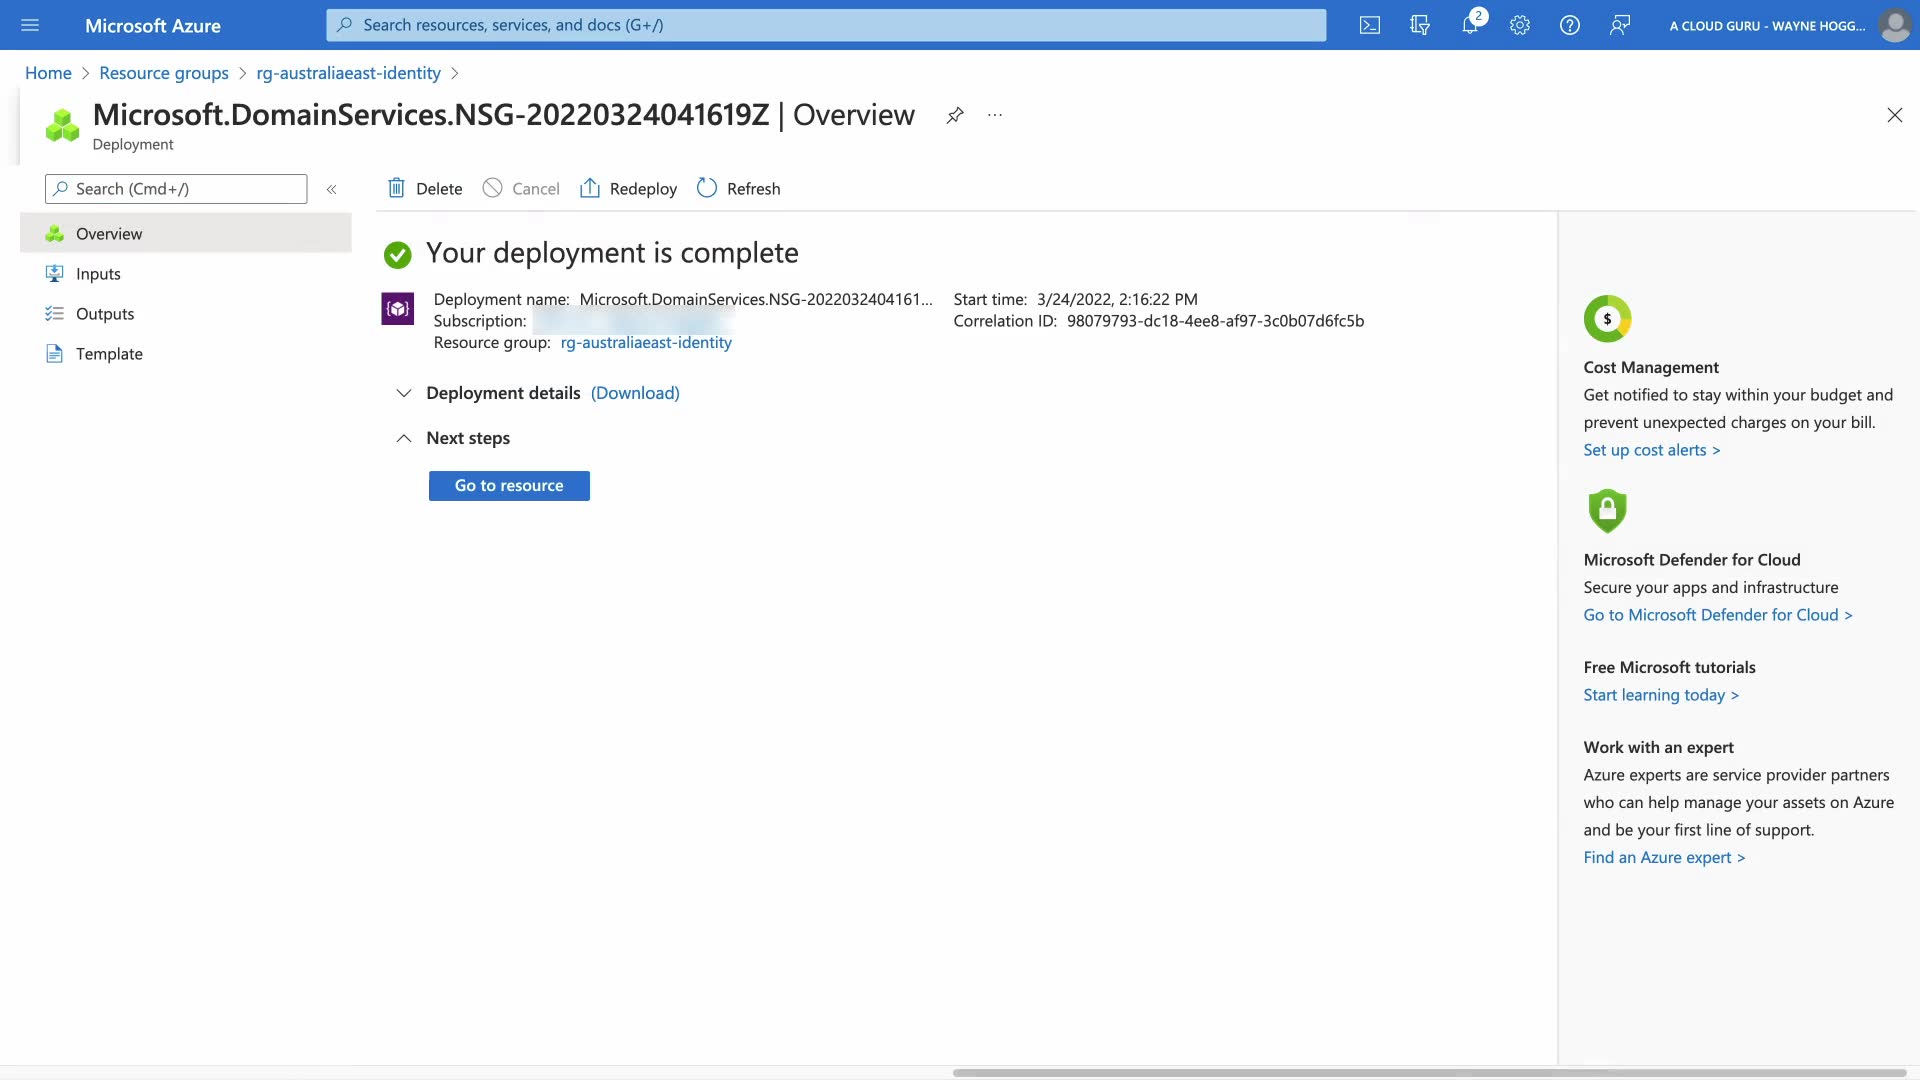 Microsoft Azure
Search resources, services, and docs (G+/)
2
A CLOUD GURU - WAYNE HOGG...
Home > Resource groups > rg-australiaeast-identity >
Microsoft.DomainServices.NSG-20220324041619Z | Overview
Deployment
Search (Cmd+/)
«
Delete
Cancel
Redeploy
Refresh
Overview
Inputs
Outputs
Template
Your deployment is complete
Deployment name: Microsoft.DomainServices.NSG-2022032404161...
Subscription:
Resource group: rg-australiaeast-identity
Start time: 3/24/2022, 2:16:22 PM
Correlation ID: 98079793-dc18-4ee8-af97-3c0b07d6fc5b
Deployment details (Download)
Next steps
Go to resource
$
Cost Management
Get notified to stay within your budget and
prevent unexpected charges on your bill.
Set up cost alerts >
Microsoft Defender for Cloud
Secure your apps and infrastructure
Go to Microsoft Defender for Cloud >
Free Microsoft tutorials
Start learning today >
Work with an expert
Azure experts are service provider partners
who can help manage your assets on Azure
and be your first line of support.
Find an Azure expert >